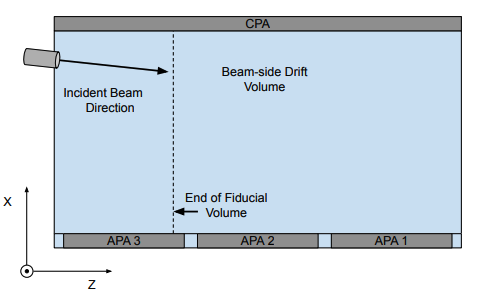 CPA
Beam-side Drift
Volume
Incident Beam
Direction
End of Fiducial
Volume
X
APA 3
APA 2
APA 1
Z